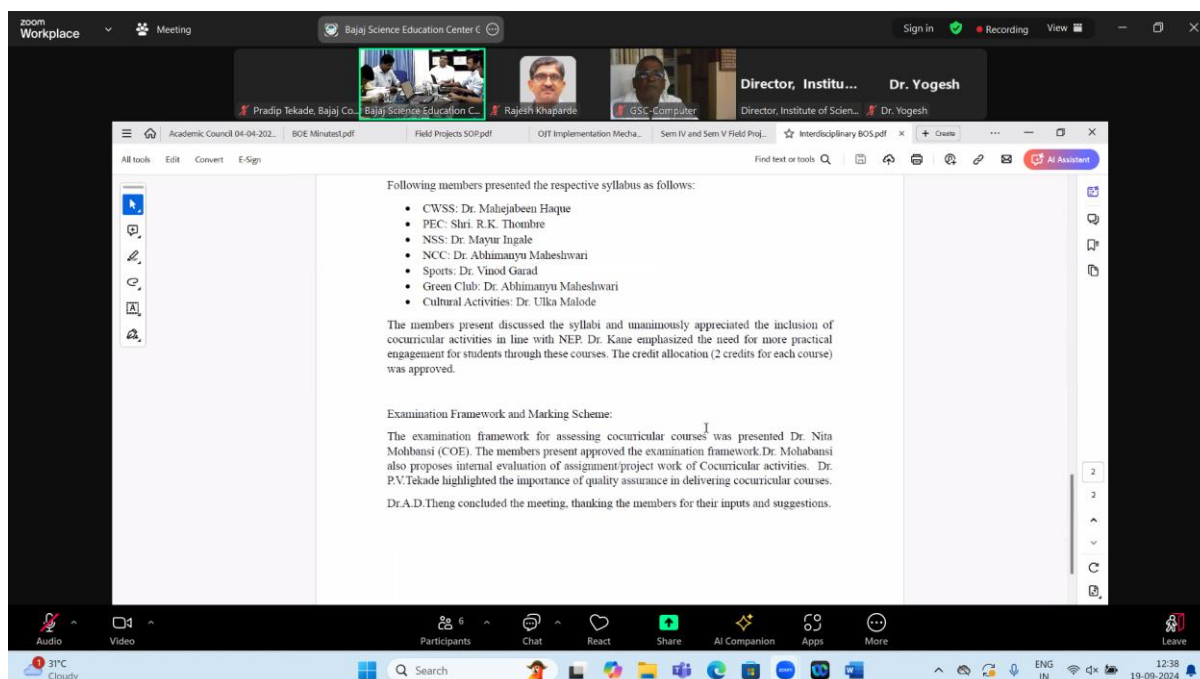 zoom
Workplace
Meeting
Bajaj Science Education Center C
Sign in
Recording
View
Pradip Tekade, Bajaj Co...
Bajaj Science Education C...
Rajesh Khaparde
GSC-Computer
Director, Institu...
Director, Institute of Scien...
Dr. Yogesh
Dr. Yogesh
Academic Council 04-04-202...
BOE Minutes1.pdf
Field Projects SOP.pdf
OJT Implementation Mecha...
Sem IV and Sem V Field Proj...
Interdisciplinary BOS.pdf
+ Create
All tools
Edit
Convert
E-Sign
Find text or tools
AI Assistant
Following members presented the respective syllabus as follows:
• CWSS: Dr. Mahejabeen Haque
• PEC: Shri. R.K. Thombre
• NSS: Dr. Mayur Ingale
• NCC: Dr. Abhimanyu Maheshwari
• Sports: Dr. Vinod Garad
• Green Club: Dr. Abhimanyu Maheshwari
• Cultural Activities: Dr. Ulka Malode
The members present discussed the syllabi and unanimously appreciated the inclusion of
cocurricular activities in line with NEP. Dr. Kane emphasized the need for more practical
engagement for students through these courses. The credit allocation (2 credits for each course)
was approved.
Examination Framework and Marking Scheme:
The examination framework for assessing cocurricular courses was presented Dr. Nita
Mohbansi (COE). The members present approved the examination framework.Dr. Mohabansi
also proposes internal evaluation of assignment/project work of Cocurricular activities. Dr.
P.V.Tekade highlighted the importance of quality assurance in delivering cocurricular courses.
Dr.A.D.Theng concluded the meeting, thanking the members for their inputs and suggestions.
2
2
Audio
Video
6
Participants
Chat
React
Share
AI Companion
Apps
More
Leave
1
31°C
Cloudy
Search
ENG
IN
12:38
19-09-2024